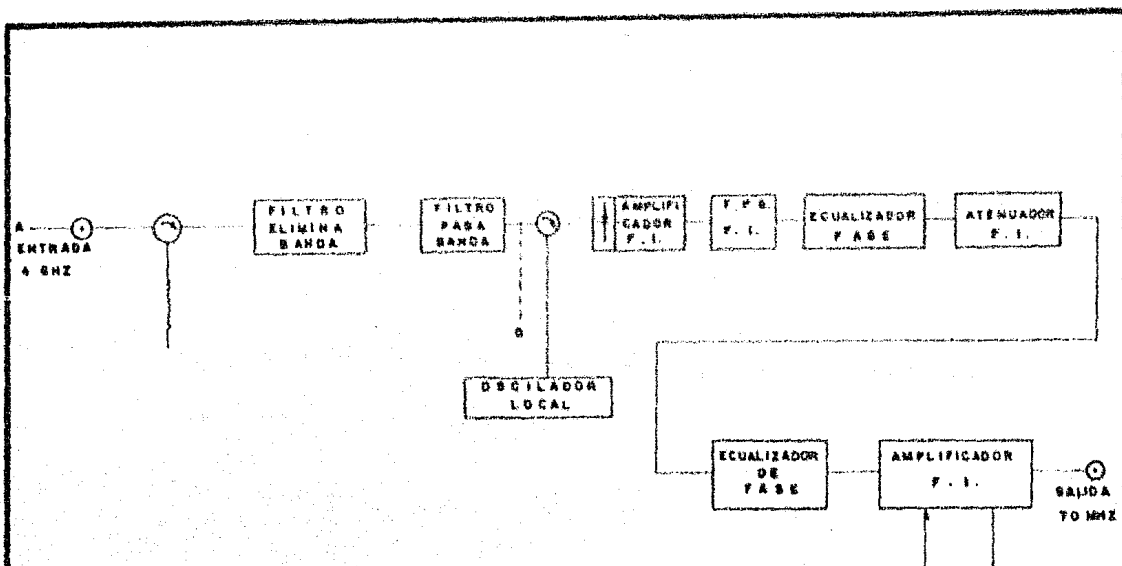 FILTRO
ELIMINA
BANDA
FILTRO
PASA
BANDA
AMPLIFI
CADOR
F. I.
F. I.
ECUALIZADOR
FASE
ATENUADOR
F. I.
A
ENTRADA
4 GHZ
OSCILADOR
LOCAL
ECUALIZADOR
DE
FASE
AMPLIFICADOR
F. I.
SALIDA
70 MHZ